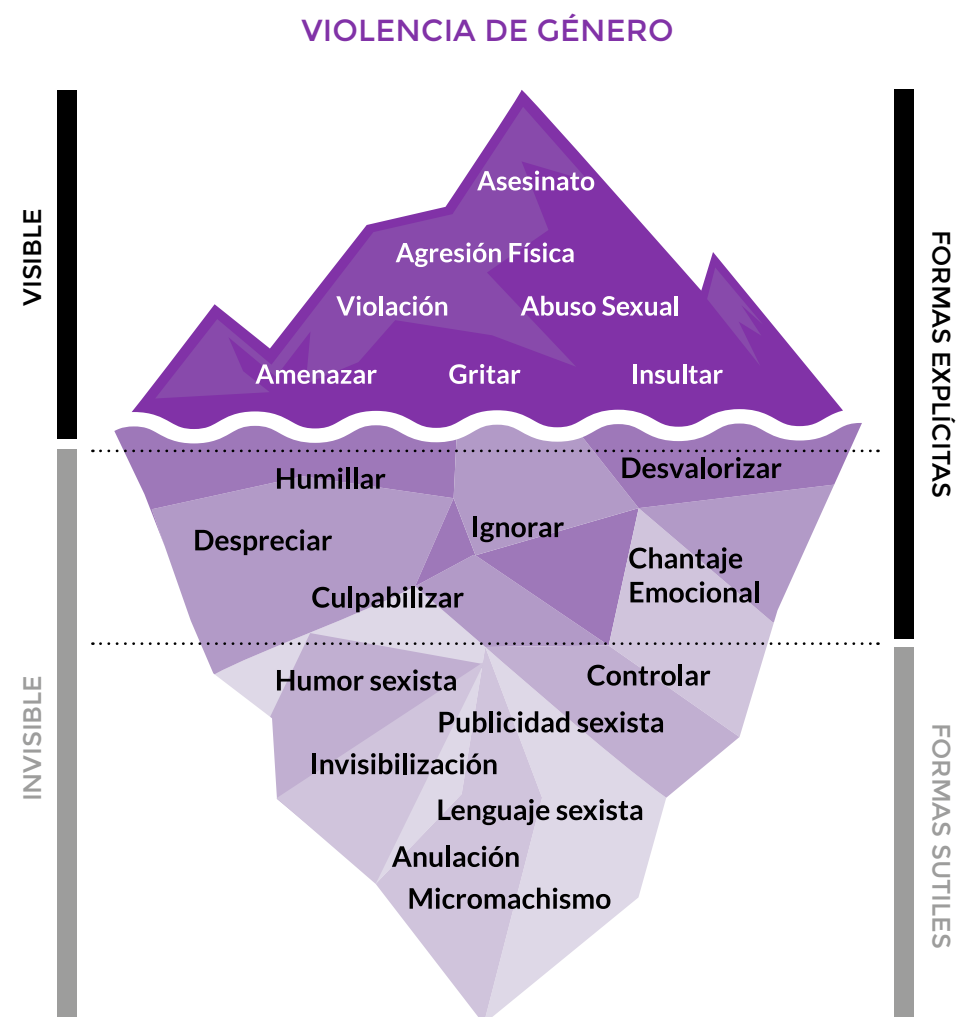 VIOLENCIA DE GÉNERO
VISIBLE
FORMAS EXPLÍCITAS
Asesinato
Agresión Física
Violación
Abuso Sexual
Amenazar
Gritar
Insultar
Humillar
Desvalorizar
Ignorar
Despreciar
Chantaje
Emocional
Culpabilizar
INVISIBLE
FORMAS SUTILES
Humor sexista
Controlar
Publicidad sexista
Invisibilización
Lenguaje sexista
Anulación
Micromachismo